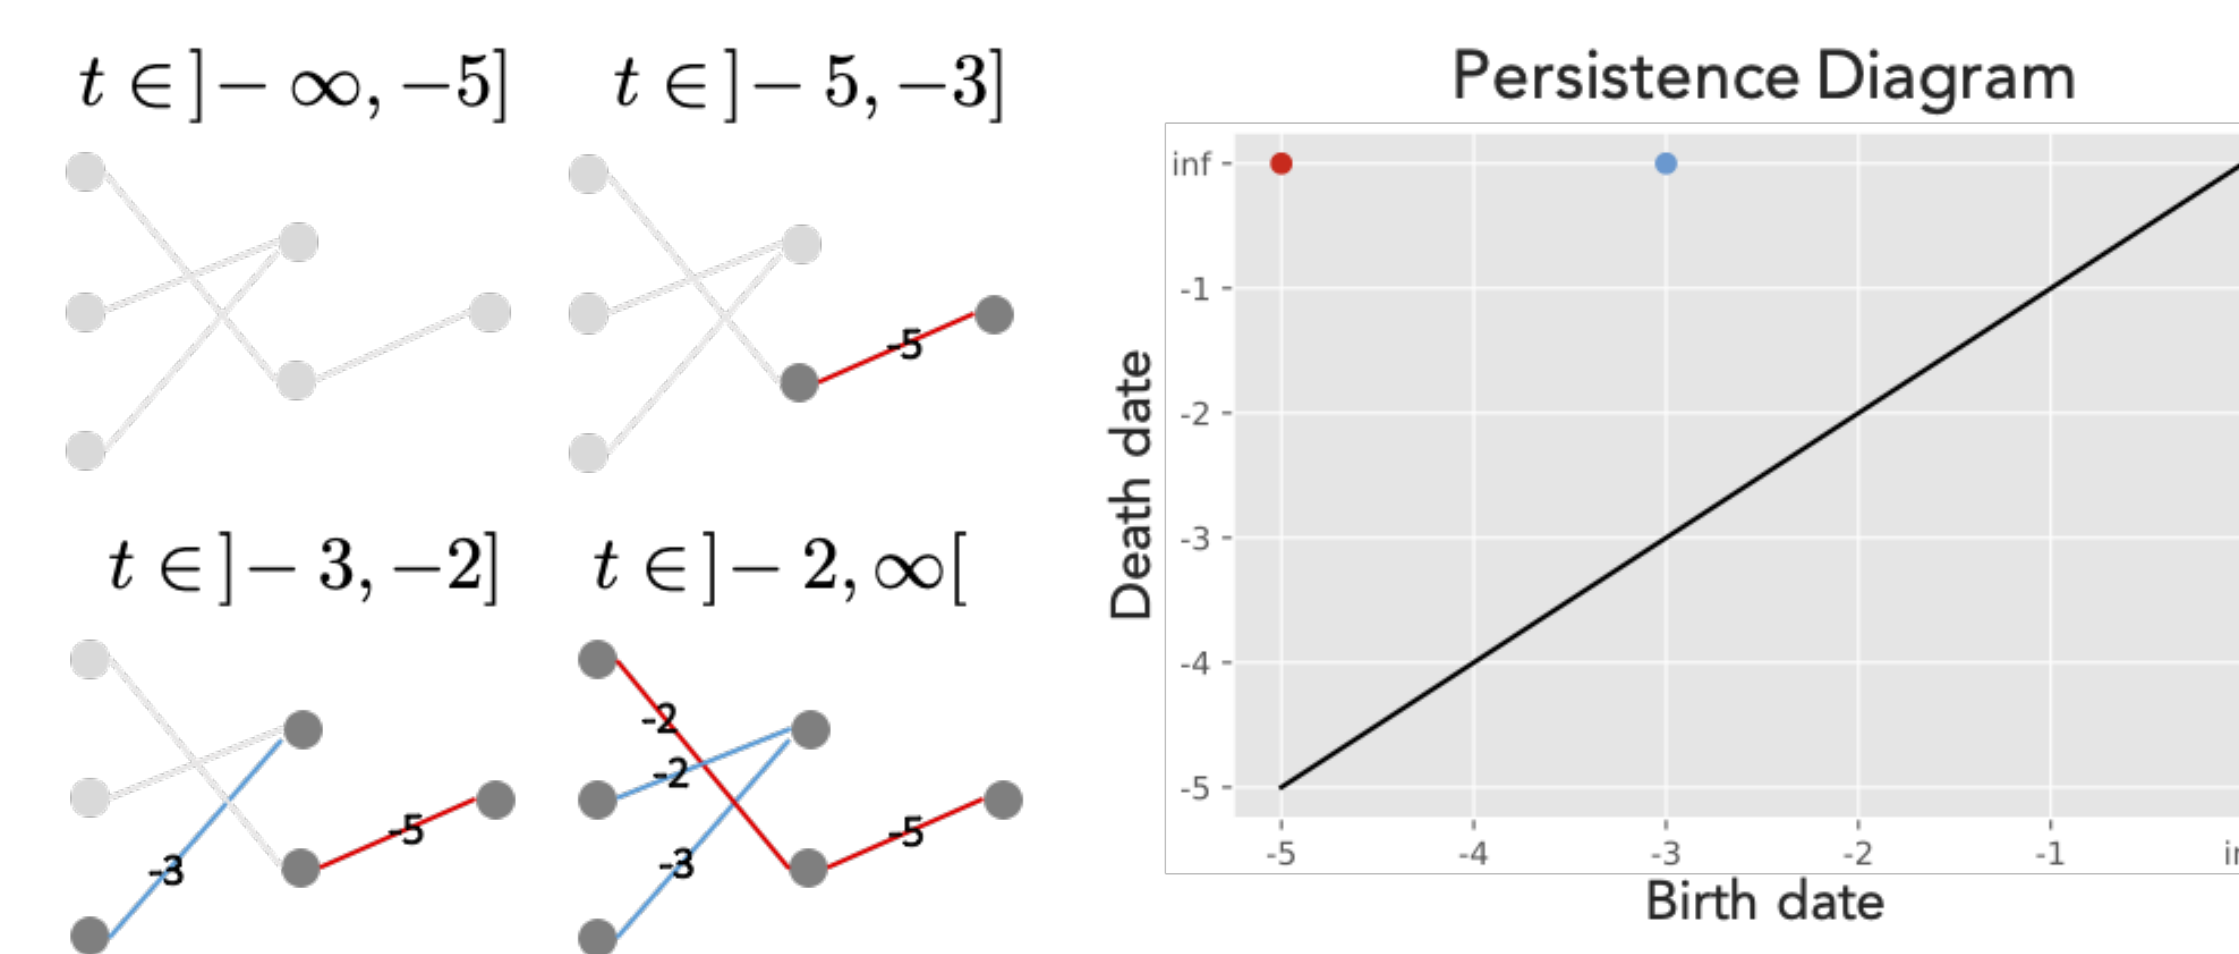 t ∈ ]− ∞, −5]
t ∈ ]− 5, −3]
-5
t ∈ ]− 3, −2]
-3
-5
t ∈ ]− 2, ∞[
-2
-2
-3
-5
Persistence Diagram
Death date
inf
-1
-2
-3
-4
-5
-5 -4 -3 -2 -1
Birth date